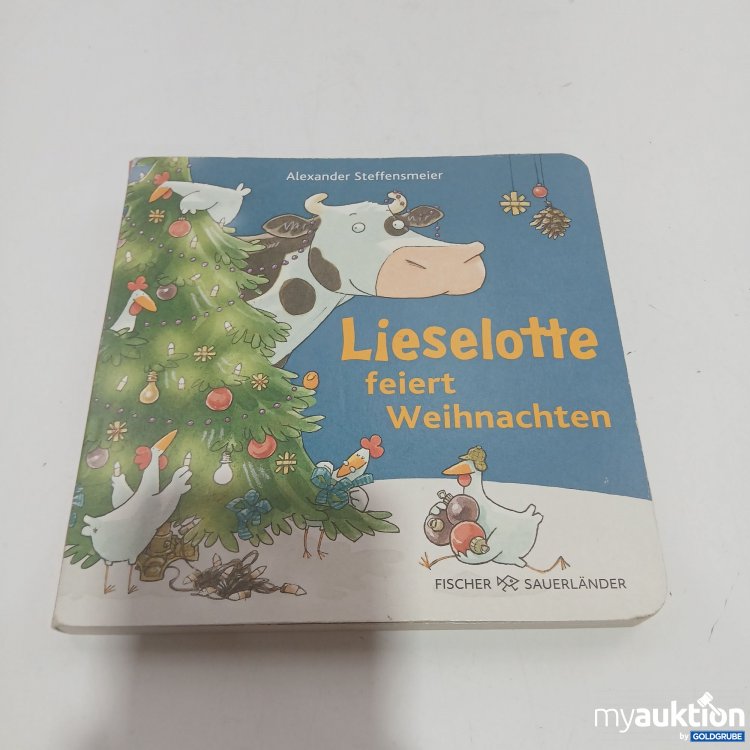 Alexander Steffensmeier
Lieselotte
feiert
Weihnachten
FISCHER SAUERLÄNDER
myauktion
by GOLDGRUBE